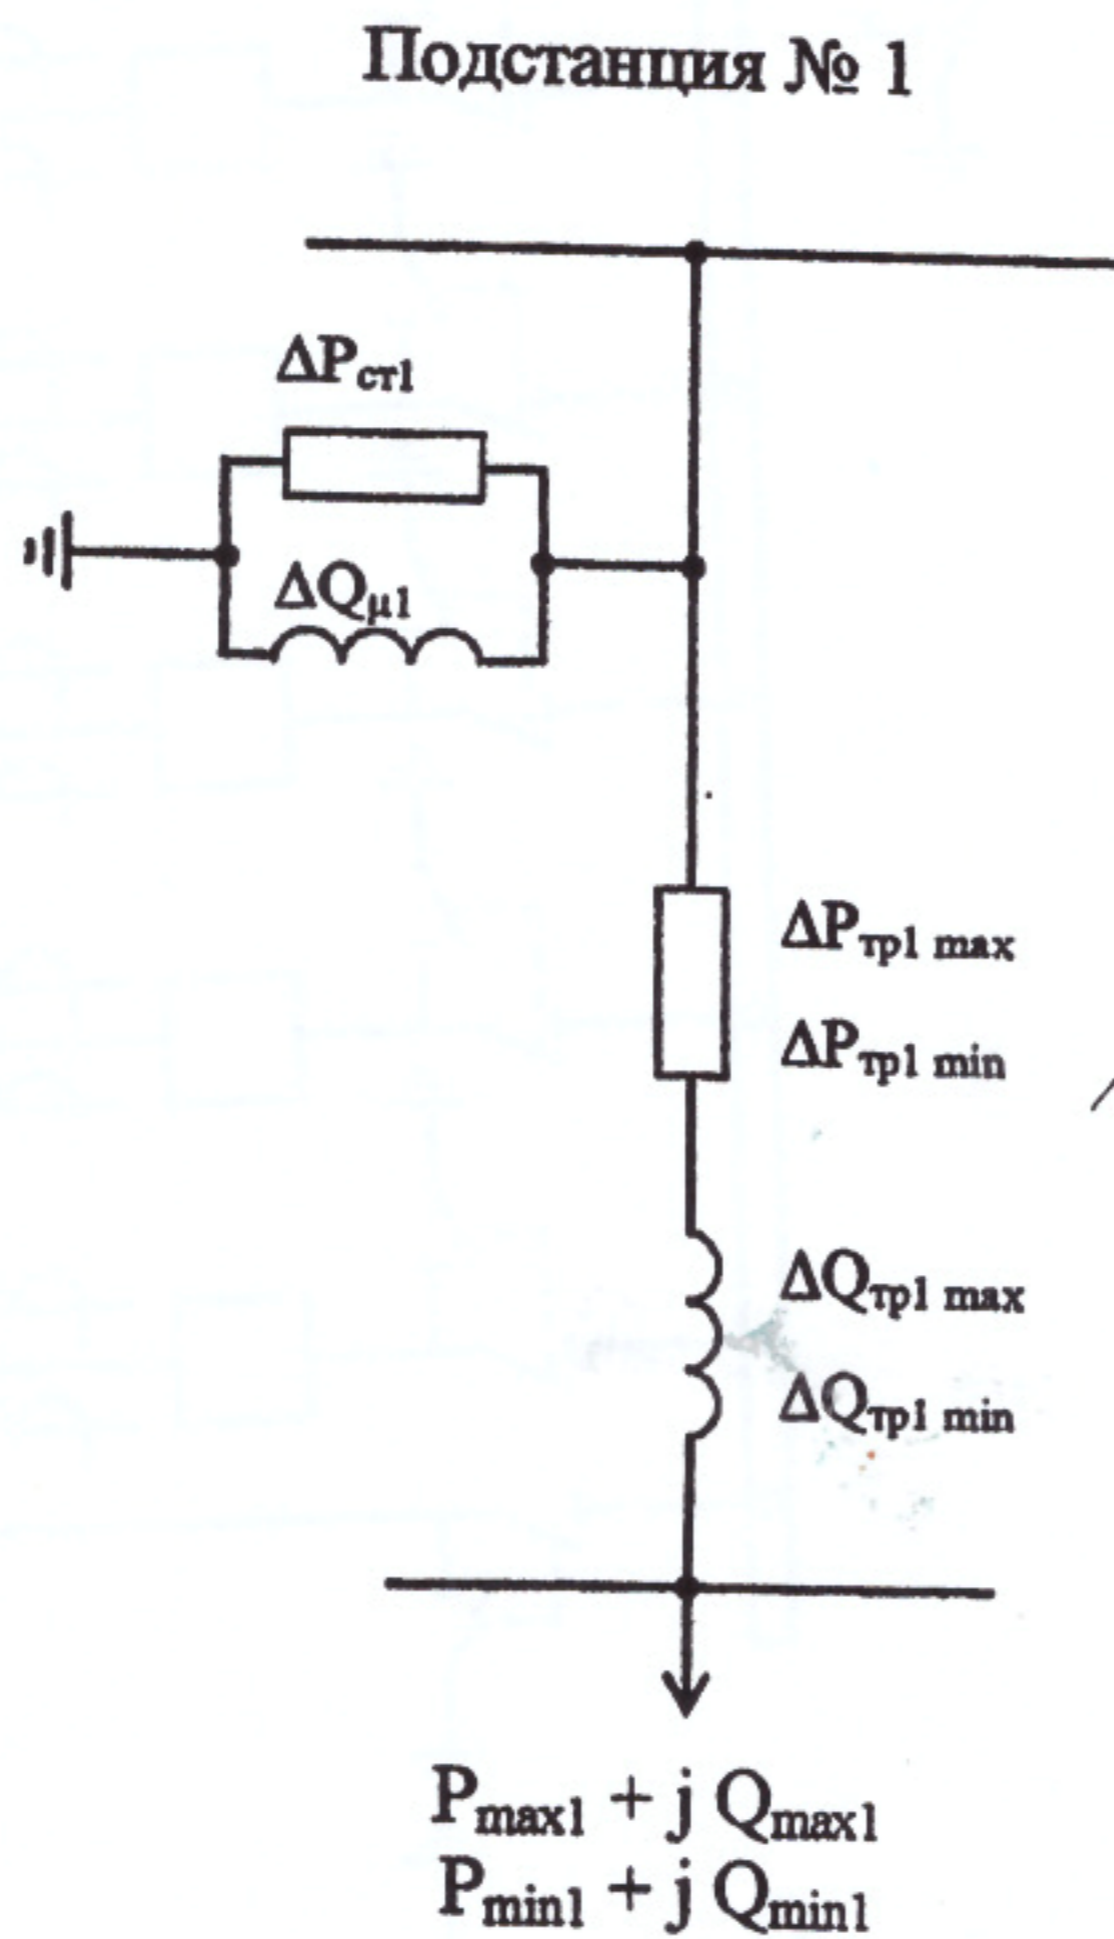 Подстанция № 1
ΔPст1
ΔQμ1
ΔPтр1 max
ΔPтр1 min
ΔQтр1 max
ΔQтр1 min
Pmax1 + j Qmax1
Pmin1 + j Qmin1